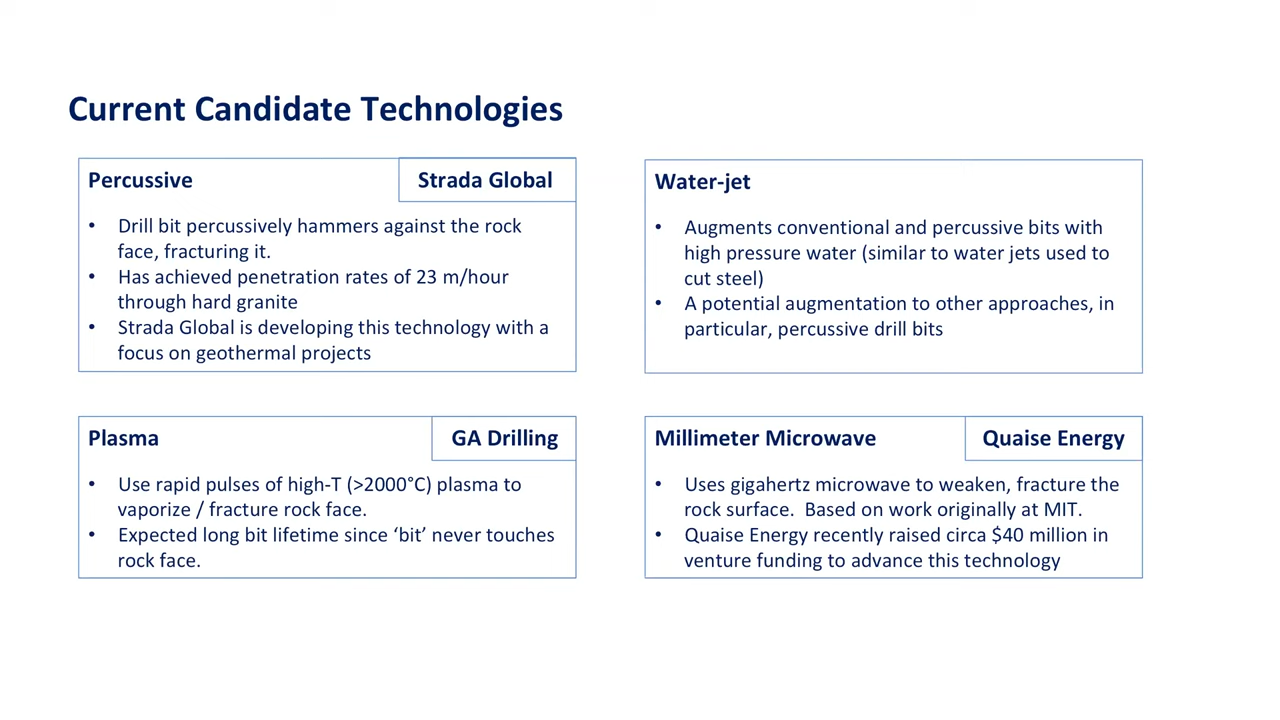 Current Candidate Technologies
Percussive
Strada Global
• Drill bit percussively hammers against the rock
face, fracturing it.
• Has achieved penetration rates of 23 m/hour
through hard granite
• Strada Global is developing this technology with a
focus on geothermal projects
Water-jet
• Augments conventional and percussive bits with
high pressure water (similar to water jets used to
cut steel)
• A potential augmentation to other approaches, in
particular, percussive drill bits
Plasma
GA Drilling
• Use rapid pulses of high-T (>2000°C) plasma to
vaporize / fracture rock face.
• Expected long bit lifetime since ‘bit’ never touches
rock face.
Millimeter Microwave
Quaise Energy
• Uses gigahertz microwave to weaken, fracture the
rock surface.  Based on work originally at MIT.
• Quaise Energy recently raised circa $40 million in
venture funding to advance this technology